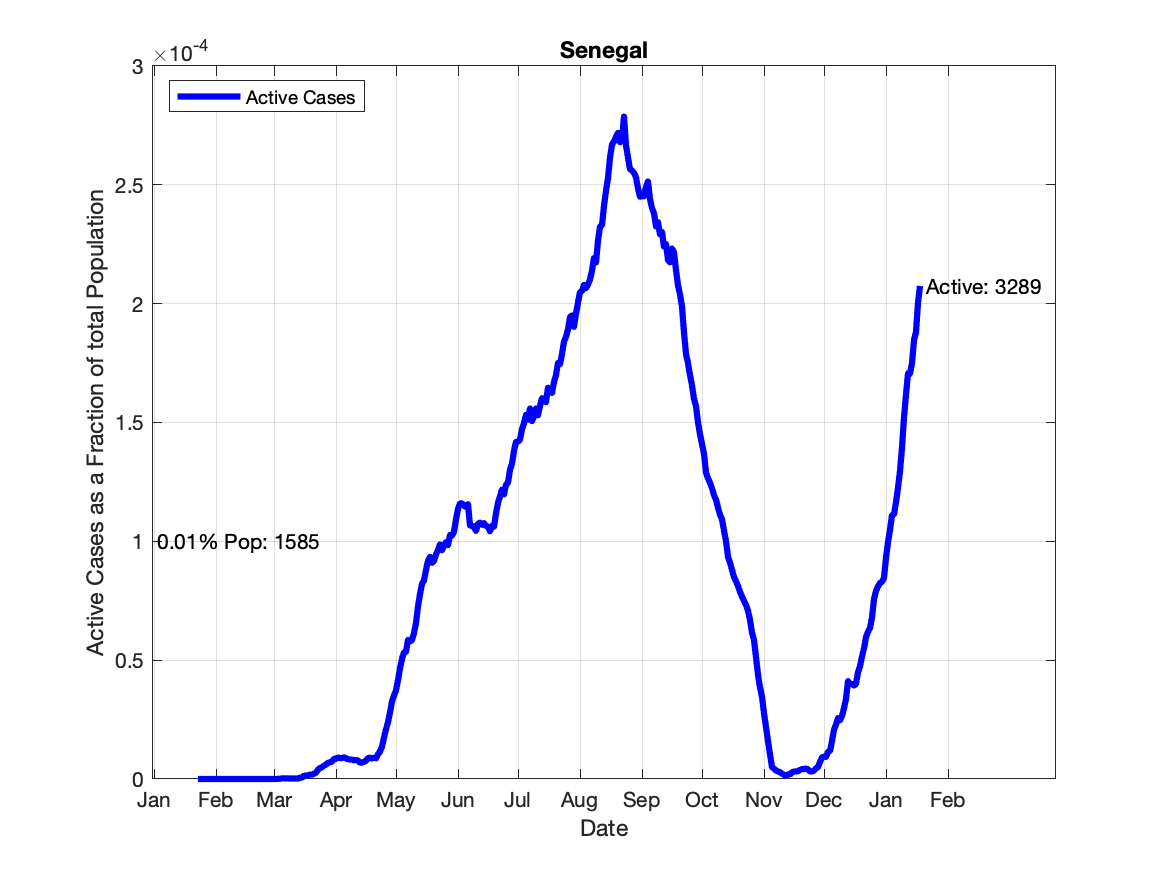 Senegal
×10-4
3
2.5
2
1.5
1
0.5
0
Active Cases
Active: 3289
0.01% Pop: 1585
Active Cases as a Fraction of total Population
Jan Feb Mar Apr May Jun Jul Aug Sep Oct Nov Dec Jan Feb
Date